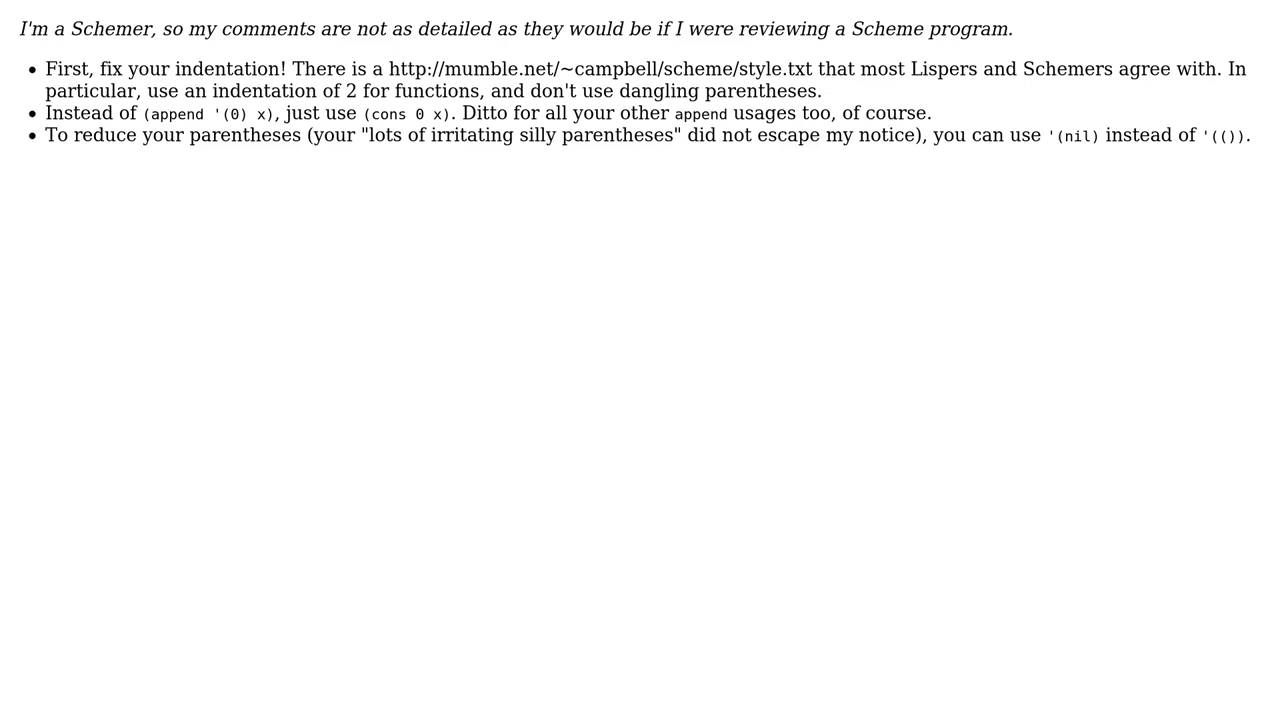 I'm a Schemer, so my comments are not as detailed as they would be if I were reviewing a Scheme program.
• First, fix your indentation! There is a http://mumble.net/~campbell/scheme/style.txt that most Lispers and Schemers agree with. In
particular, use an indentation of 2 for functions, and don't use dangling parentheses.
• Instead of (append '(0) x), just use (cons 0 x). Ditto for all your other append usages too, of course.
• To reduce your parentheses (your "lots of irritating silly parentheses" did not escape my notice), you can use '(nil) instead of '(()).